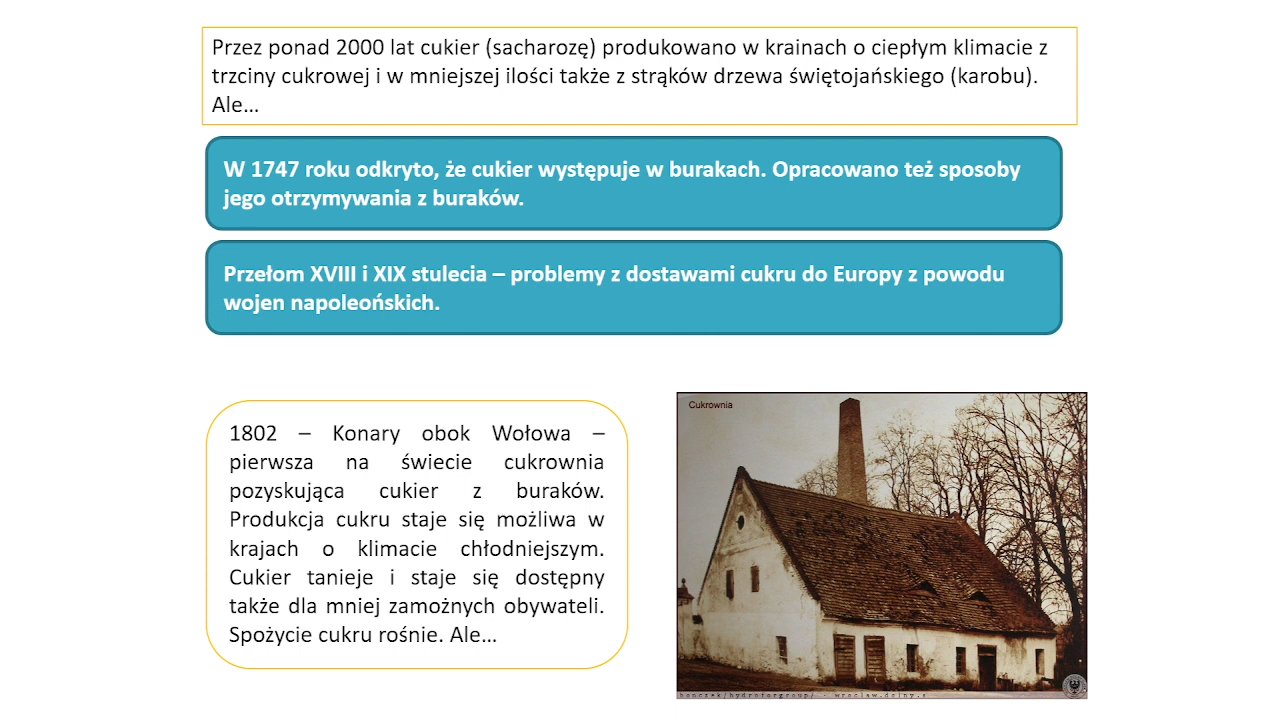 Przez ponad 2000 lat cukier (sacharozę) produkowano w krainach o ciepłym klimacie z
trzciny cukrowej i w mniejszej ilości także z strąków drzewa świętojańskiego (karobu).
Ale…
W 1747 roku odkryto, że cukier występuje w burakach. Opracowano też sposoby
jego otrzymywania z buraków.
Przełom XVIII i XIX stulecia – problemy z dostawami cukru do Europy z powodu
wojen napoleońskich.
1802 – Konary obok Wołowa –
pierwsza na świecie cukrownia
pozyskująca cukier z buraków.
Produkcja cukru staje się możliwa w
krajach o klimacie chłodniejszym.
Cukier tanieje i staje się dostępny
także dla mniej zamożnych obywateli.
Spożycie cukru rośnie. Ale…
Cukrownia